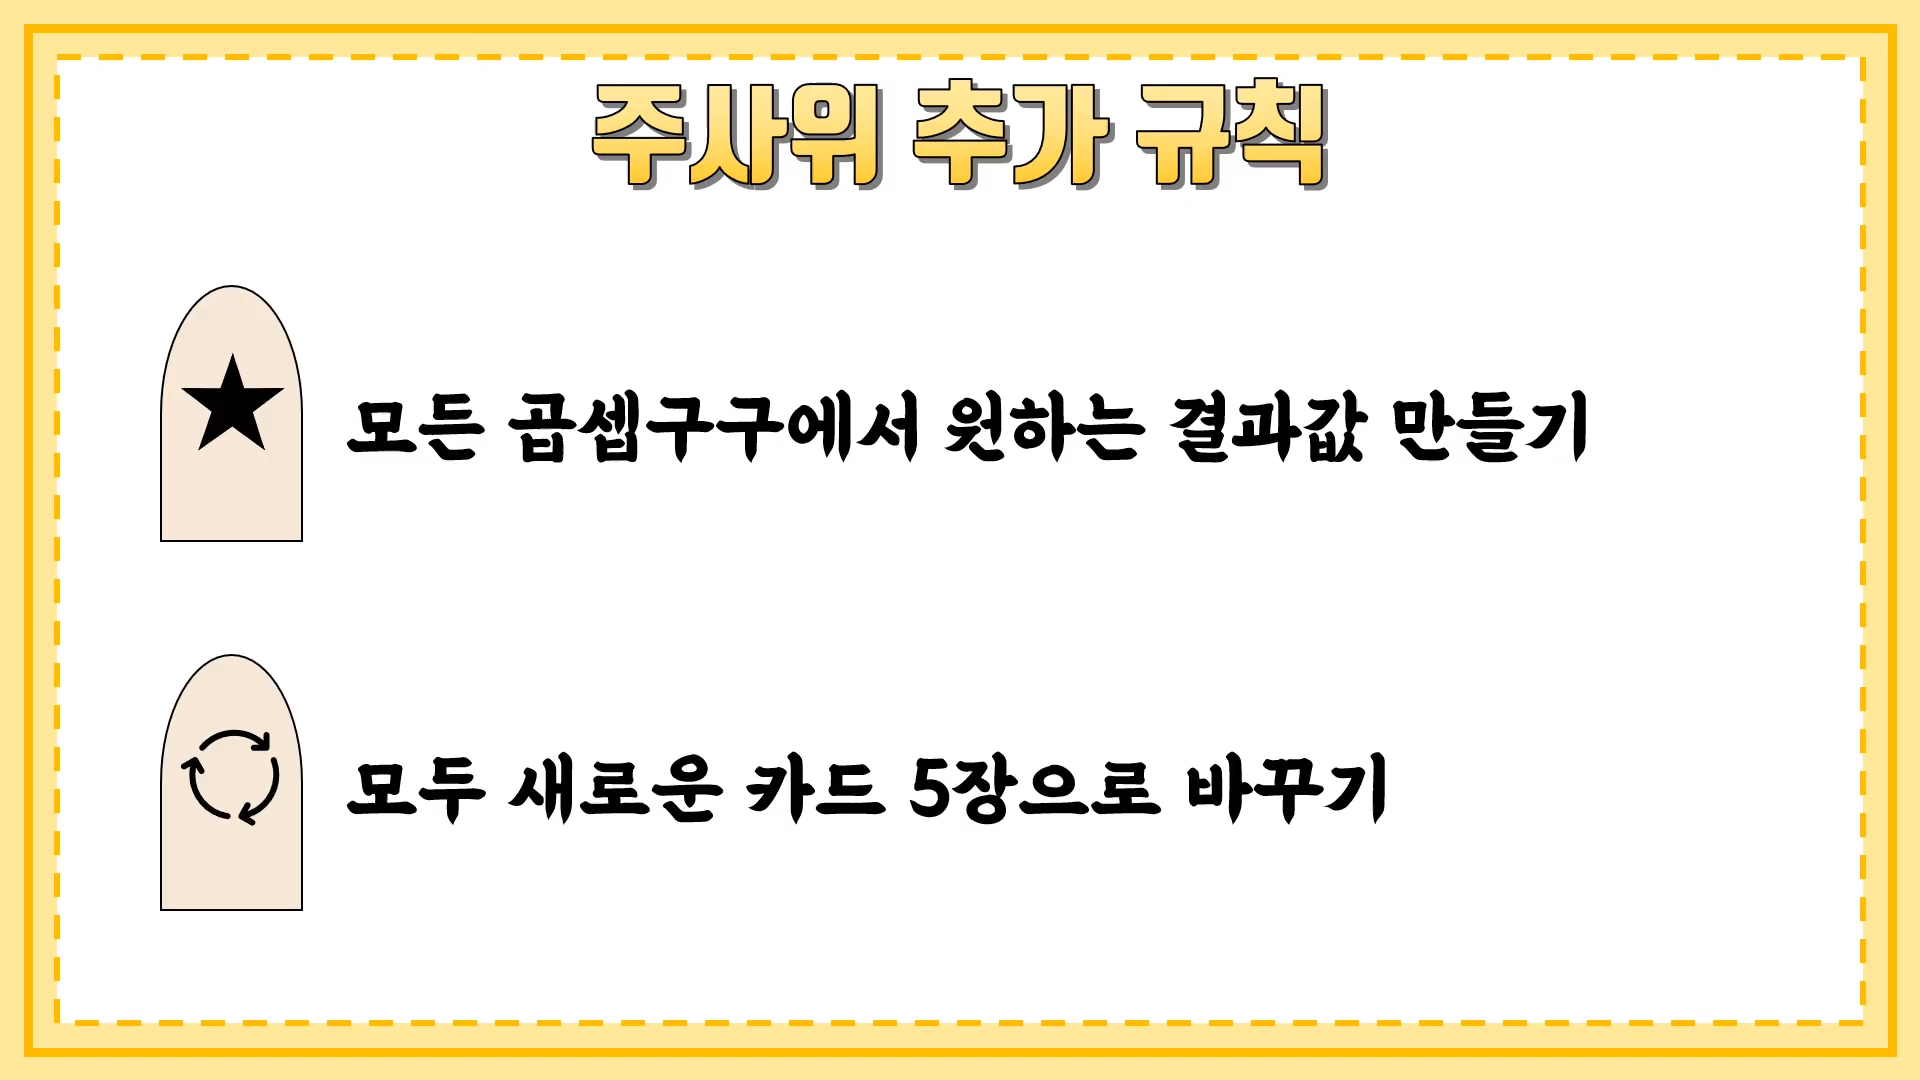 주사위 추가 규칙
모든 곱셉구구에서 원하는 결과값 만들기
모두 새로운 카드 5장으로 바꾸기